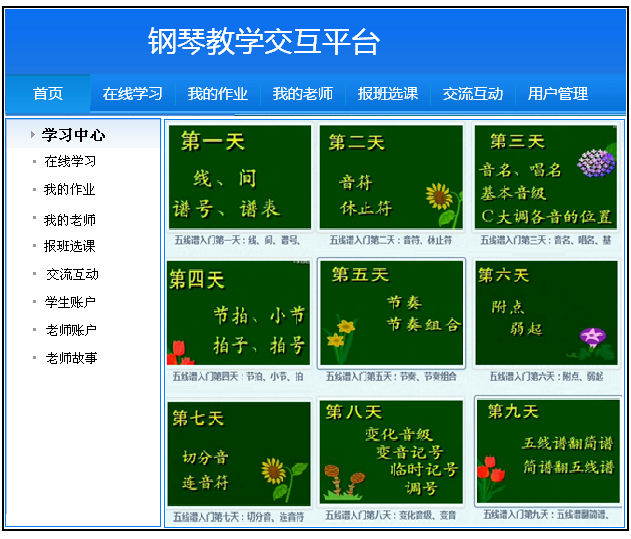 钢琴教学交互平台
首页 在线学习 我的作业 我的老师 报班选课 交流互动 用户管理
学习中心
在线学习
我的作业
我的老师
报班选课
交流互动
学生账户
老师账户
老师故事
第一天
线、间
谱号、谱表
五线谱入门第一天：线、间、谱号、
第二天
音符
休止符
五线谱入门第二天：音符、休止符
第三天
音名、唱名
基本音级
C大调各音的位置
五线谱入门第三天：音名、唱名、基
第四天
节拍、小节
拍子、拍号
五线谱入门第四天：节拍、小节、拍
第五天
节奏
节奏组合
五线谱入门第五天：节奏、节奏组合
第六天
附点
弱起
五线谱入门第六天：附点、弱起
第七天
切分音
连音符
五线谱入门第七天：切分音、连音符
第八天
变化音级
变音记号
临时记号
调号
五线谱入门第八天：变化音级、变音
第九天
五线谱翻简谱
简谱翻五线谱
五线谱入门第九天：五线谱翻简谱、